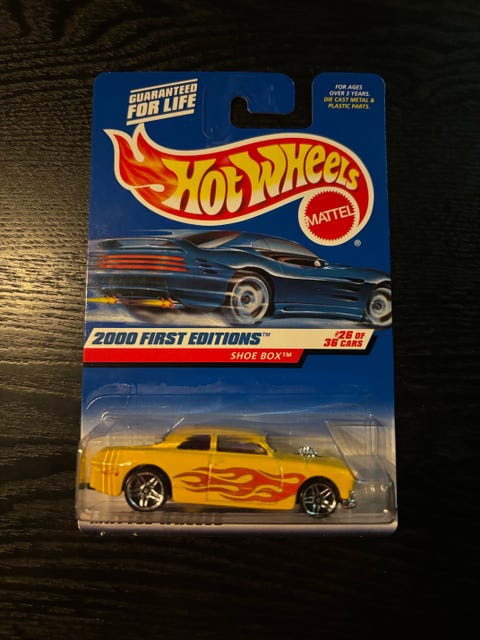 GUARANTEED
FOR LIFE
FOR AGES
OVER 3 YEARS.
DIE CAST METAL &
PLASTIC PARTS.
HOT WHEELS
MATTEL
®
2000 FIRST EDITIONS™
#26 OF
36 CARS
SHOE BOX™